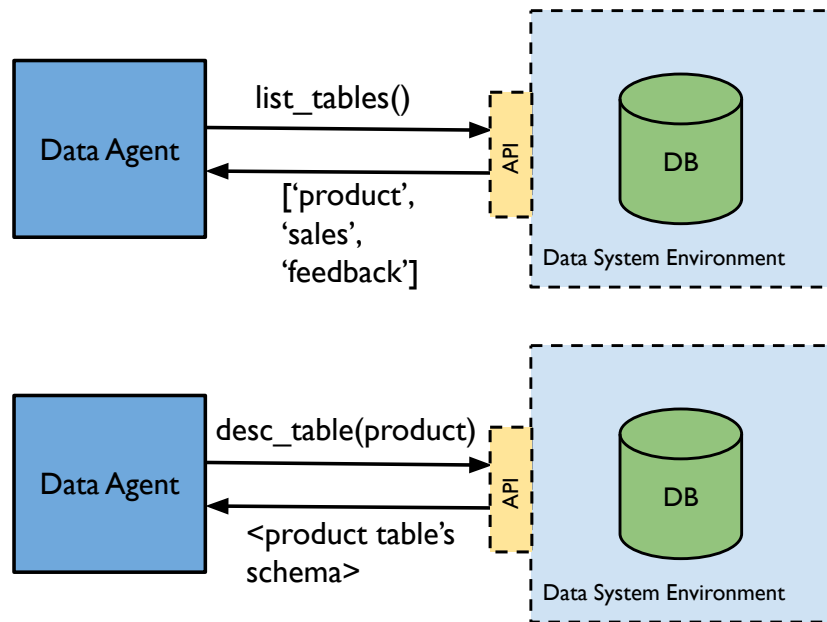 list_tables()
Data Agent
API
DB
[‘product’,
‘sales’,
‘feedback’]
Data System Environment
desc_table(product)
Data Agent
API
DB
<product table’s
schema>
Data System Environment